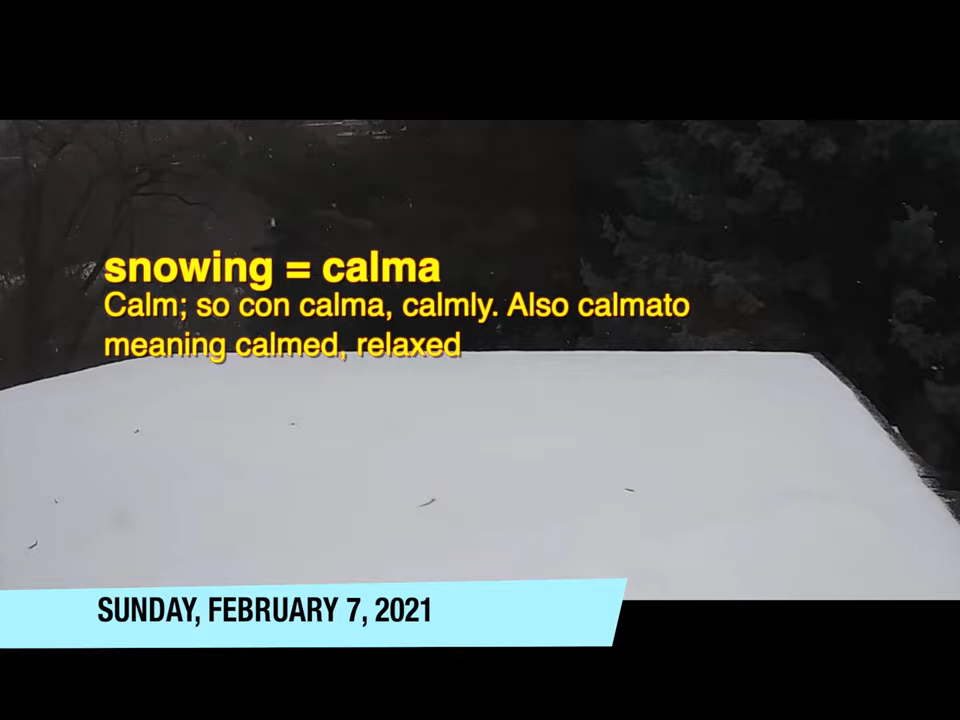 snowing = calma
Calm; so con calma, calmly. Also calmato
meaning calmed, relaxed
SUNDAY, FEBRUARY 7, 2021